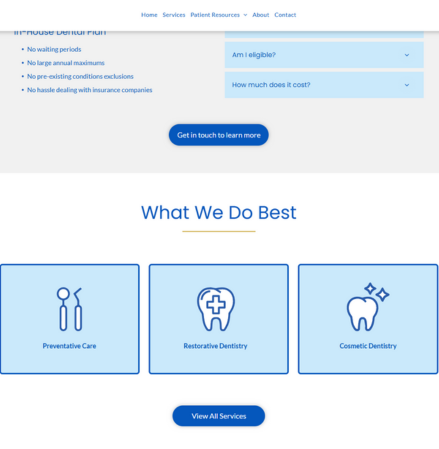 Home Services Patient Resources About Contact
In-House Dental Plan
• No waiting periods
• No large annual maximums
• No pre-existing conditions exclusions
• No hassle dealing with insurance companies
Am I eligible?
How much does it cost?
Get in touch to learn more
What We Do Best
Preventative Care
Restorative Dentistry
Cosmetic Dentistry
View All Services